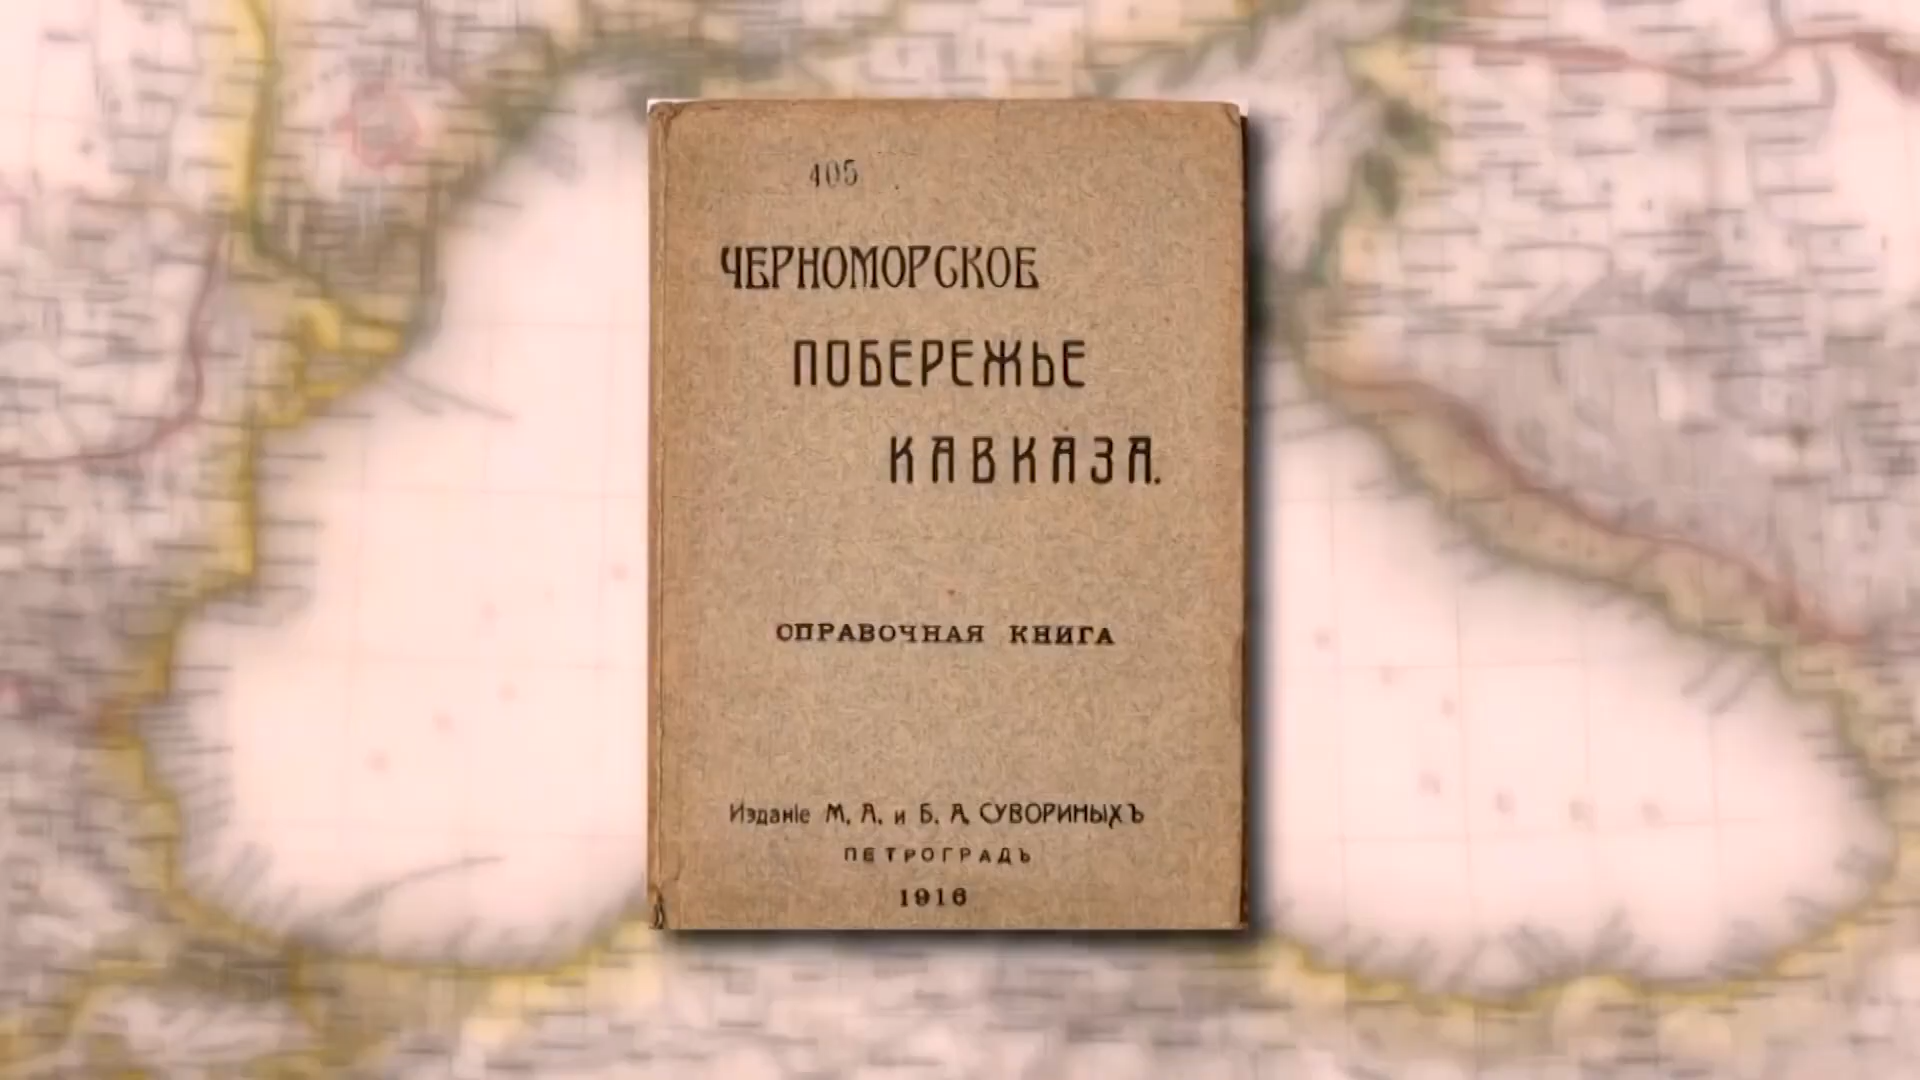 405
ЧЕРНОМОРСКОЕ
ПОБЕРЕЖЬЕ
КАВКАЗА.
СПРАВОЧНАЯ КНИГА
Изданіе М. А. и Б. А. СУВОРИНЫХЪ
ПЕТРОГРАДЪ
1916